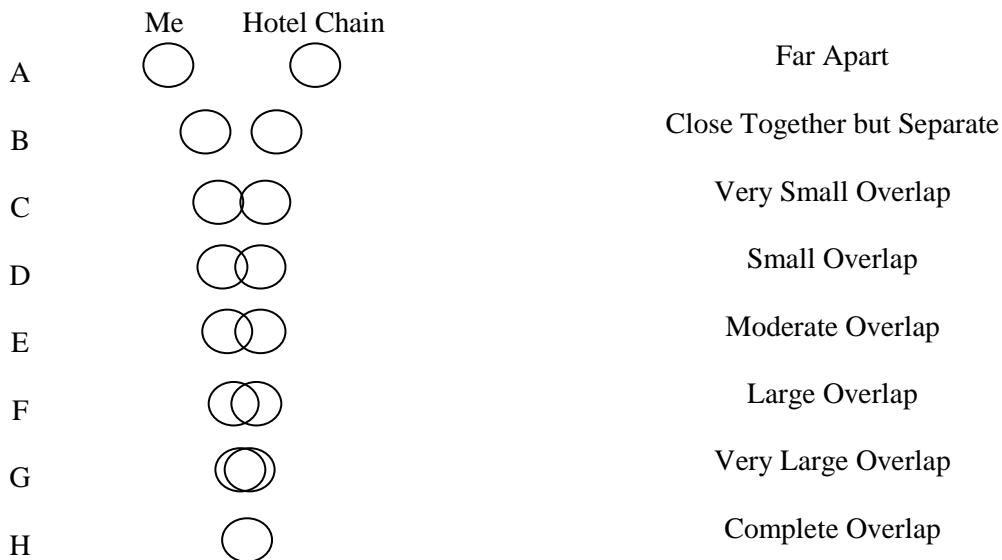 Me Hotel Chain
A Far Apart
B Close Together but Separate
C Very Small Overlap
D Small Overlap
E Moderate Overlap
F Large Overlap
G Very Large Overlap
H Complete Overlap